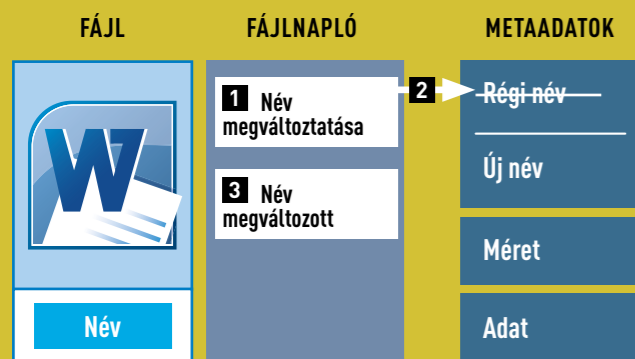 FÁJL
FÁJLNAPLÓ
METAADATOK
W
Név
1 Név
megváltoztatása
2
3 Név
megváltozott
Régi név
Új név
Méret
Adat